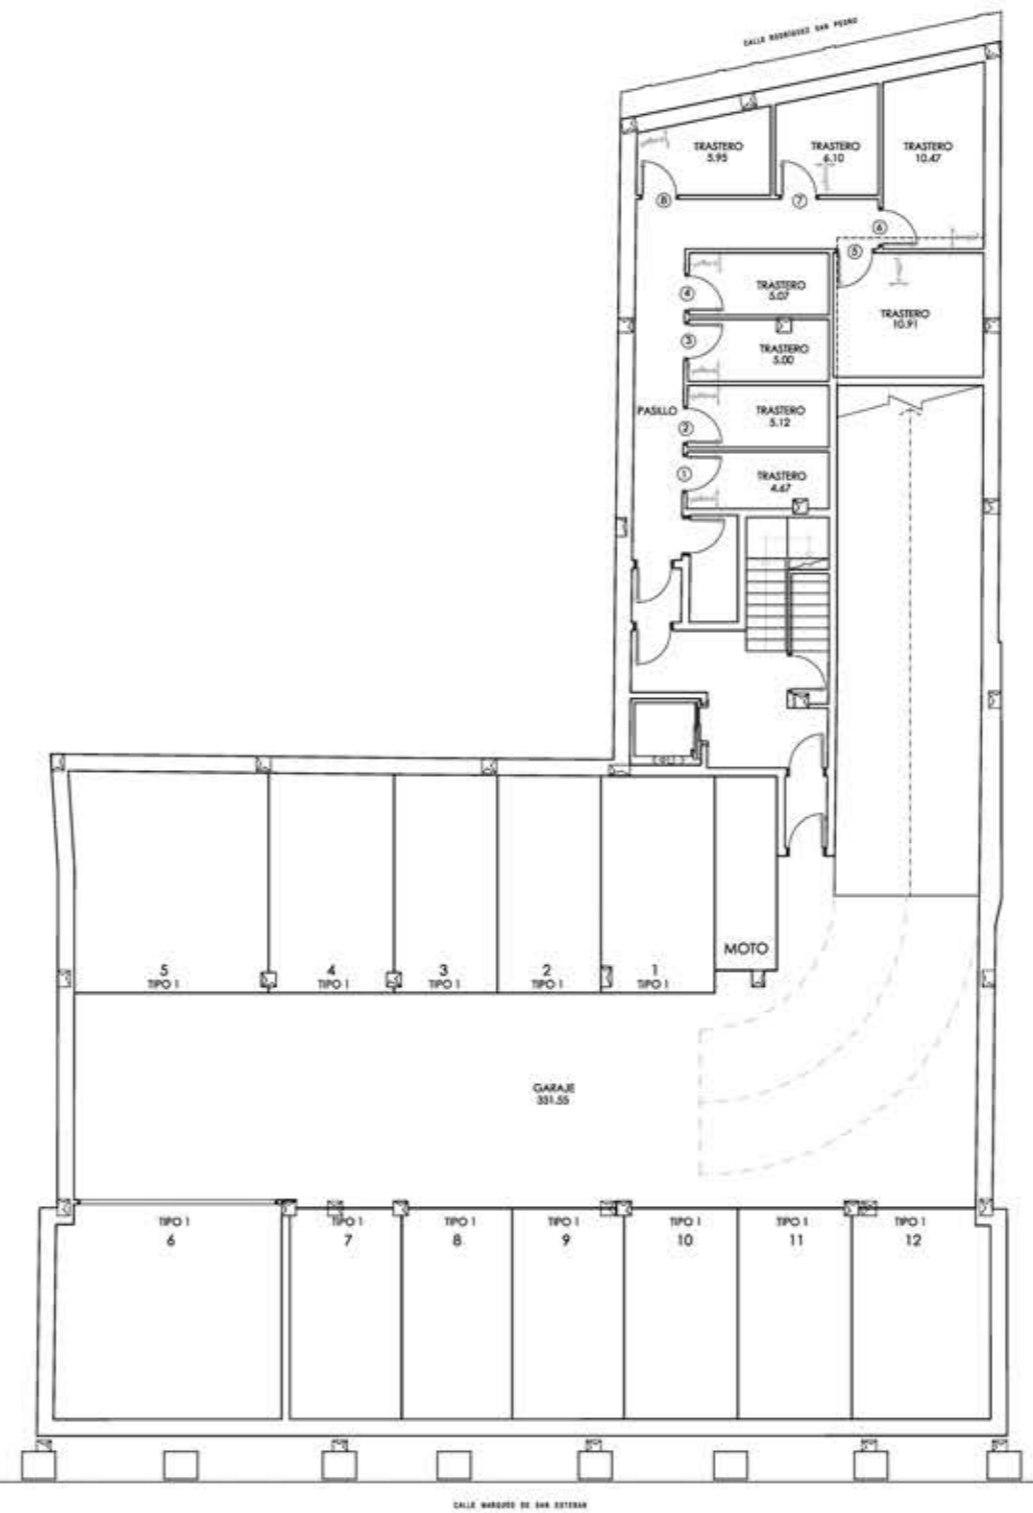 CALLE RODRÍGUEZ SAN PEDRO
TRASTERO
5.95
TRASTERO
6.10
TRASTERO
10.47
8
7
6
5
TRASTERO
10.91
4
TRASTERO
5.07
3
TRASTERO
5.00
PASILLO
2
TRASTERO
5.12
1
TRASTERO
4.67
5
TIPO 1
4
TIPO 1
3
TIPO 1
2
TIPO 1
1
TIPO 1
MOTO
GARAJE
331.55
TIPO 1
6
TIPO 1
7
TIPO 1
8
TIPO 1
9
TIPO 1
10
TIPO 1
11
TIPO 1
12
CALLE MARQUÉS DE SAN ESTEBAN